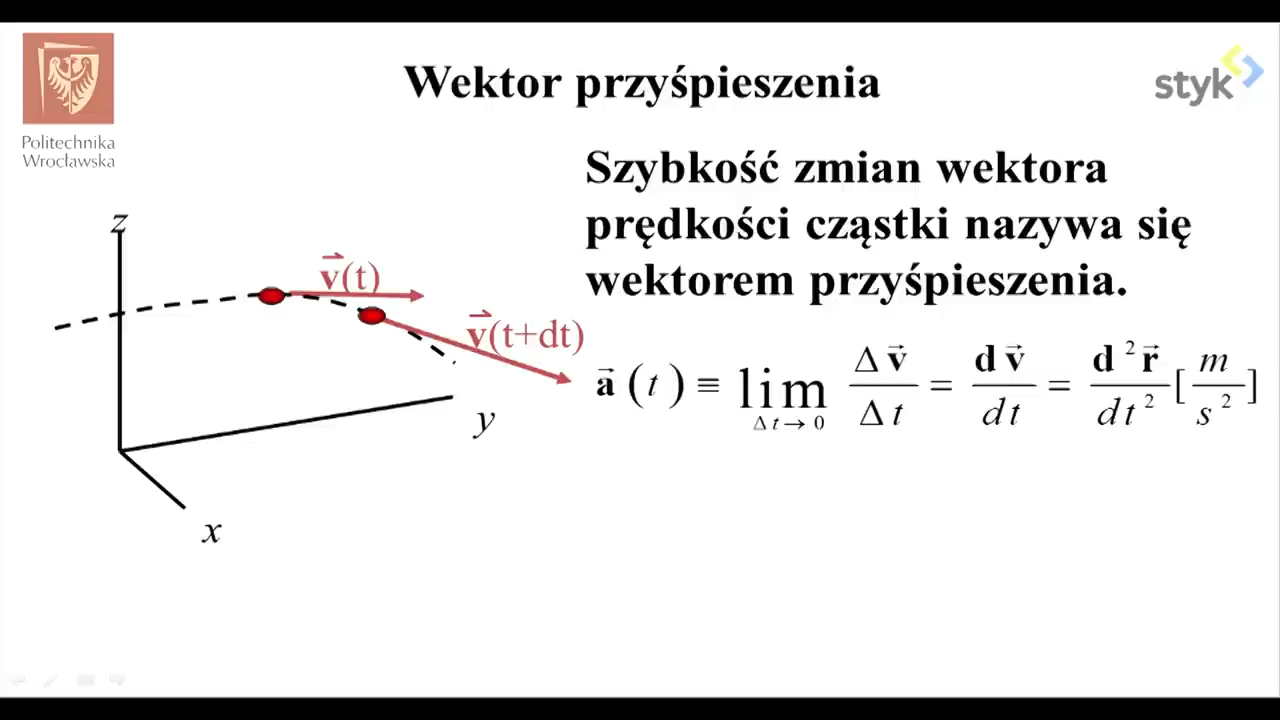 Politechnika
Wrocławska
Wektor przyśpieszenia
styk
Szybkość zmian wektora
prędkości cząstki nazywa się
wektorem przyśpieszenia.
z
v⃗(t)
v⃗(t+dt)
y
x
a⃗ (t) ≡ lim Δt→0 Δv⃗/Δt = dv⃗/dt = d²r⃗/dt² [m/s²]